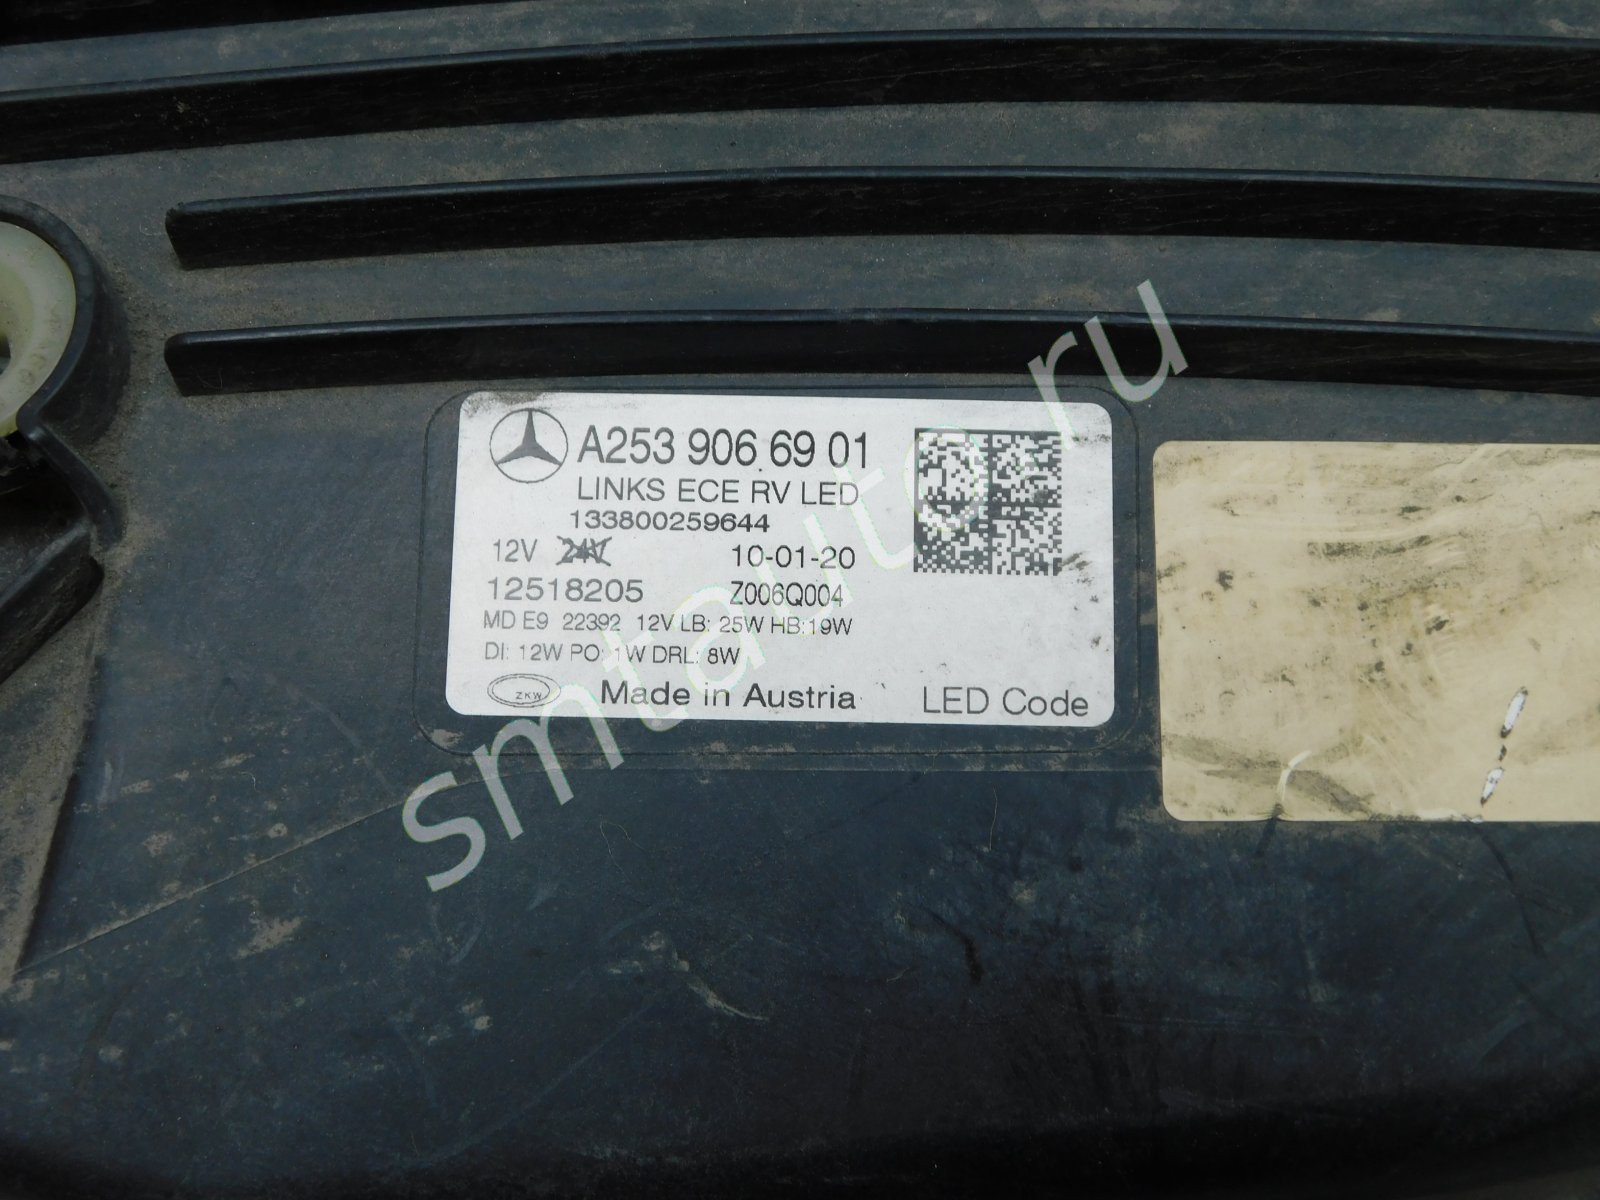 A253 906 69 01
LINKS ECE RV LED
133800259644
12V 24V 10-01-20
12518205 Z006Q004
MD E9 22392 12V LB: 25W HB:19W
DI: 12W PO: 1W DRL: 8W
ZKW Made in Austria LED Code
smtauto.ru